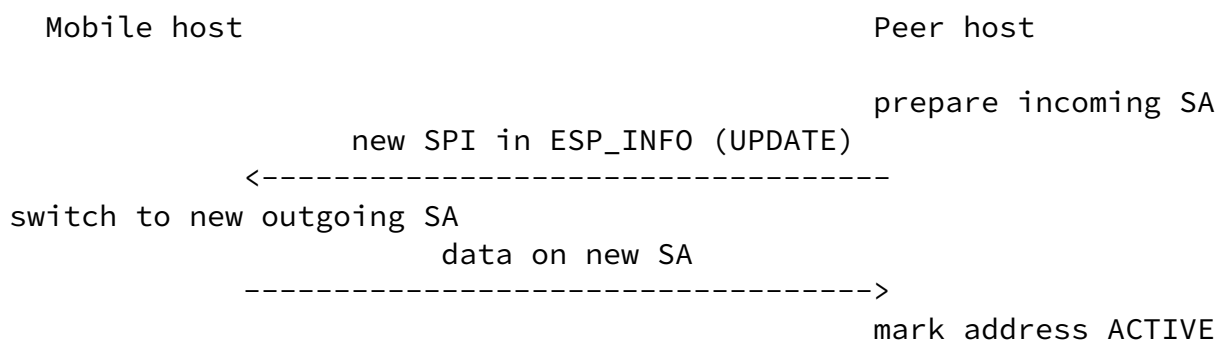 Mobile host Peer host
prepare incoming SA
new SPI in ESP_INFO (UPDATE)
<-----------------------------------
switch to new outgoing SA
data on new SA
----------------------------------->
mark address ACTIVE